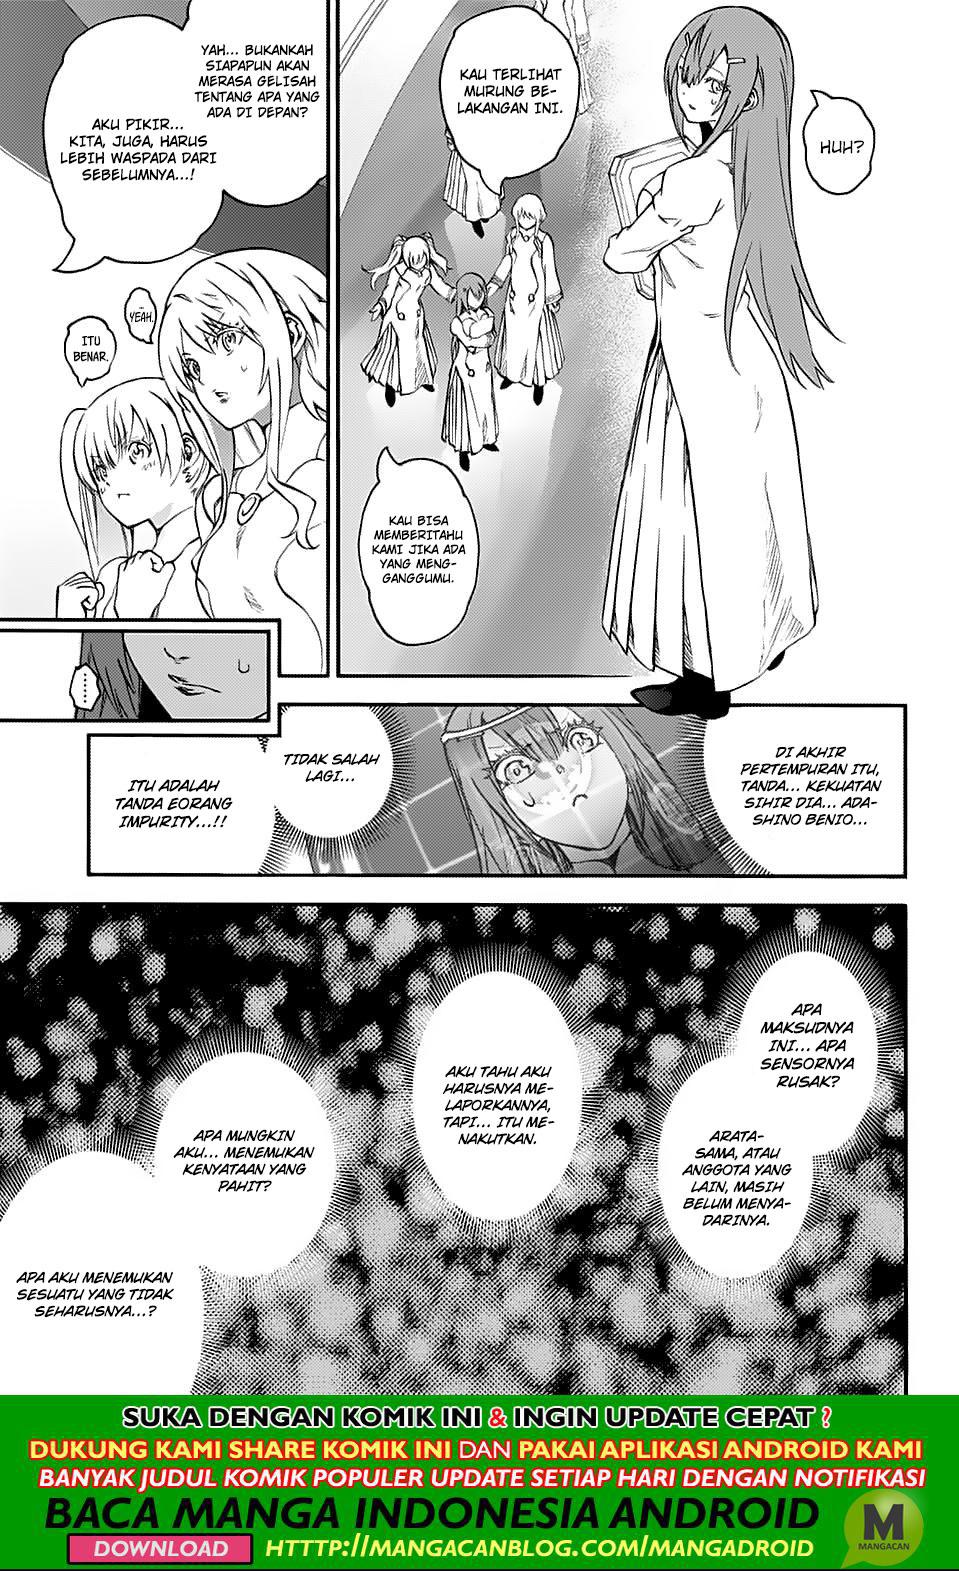 HUH?
KAU TERLIHAT
MURUNG BE-
LAKANGAN INI.
KAU BISA
MEMBERITAHU
KAMI JIKA ADA
YANG MENG-
GANGGUMU.
YAH... BUKANKAH
SIAPAPUN AKAN
MERASA GELISAH
TENTANG APA YANG
ADA DI DEPAN?
AKU PIKIR...
KITA, JUGA, HARUS
LEBIH WASPADA DARI
SEBELUMNYA...!
YEAH.
ITU
BENAR.
......
DI AKHIR
PERTEMPURAN ITU,
TANDA... KEKUATAN
SIHIR DIA... ADA-
SHINO BENIO...
TIDAK SALAH
LAGI...
ITU ADALAH
TANDA EORANG
IMPURITY...!!
APA
MAKSUDNYA
INI... APA
SENSORNYA
RUSAK?
ARATA-
SAMA, ATAU
ANGGOTA YANG
LAIN, MASIH
BELUM MENYA-
DARINYA.
AKU TAHU AKU
HARUSNYA ME-
LAPORKANNYA,
TAPI... ITU ME-
NAKUTKAN.
APA MUNGKIN
AKU... MENEMUKAN
KENYATAAN YANG
PAHIT?
APA AKU MENEMUKAN
SESUATU YANG TIDAK
SEHARUSNYA...?
SUKA DENGAN KOMIK INI & INGIN UPDATE CEPAT ?
DUKUNG KAMI SHARE KOMIK INI DAN PAKAI APLIKASI ANDROID KAMI
BANYAK JUDUL KOMIK POPULER UPDATE SETIAP HARI DENGAN NOTIFIKASI
BACA MANGA INDONESIA ANDROID
DOWNLOAD HTTTP://MANGACANBLOG.COM/MANGADROID
M
MANGACAN